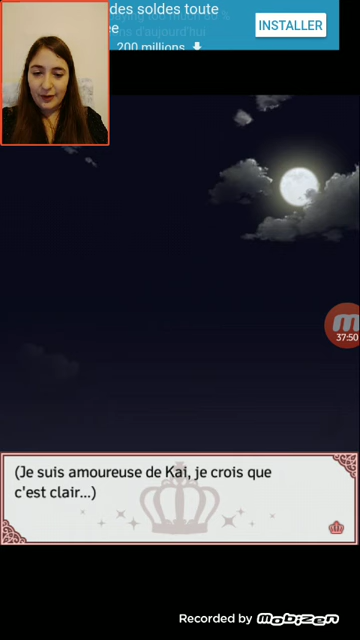 des soldes toute
INSTALLER
200 millions
37:50
(Je suis amoureuse de Kai, je crois que
c'est clair...)
Recorded by mobizen